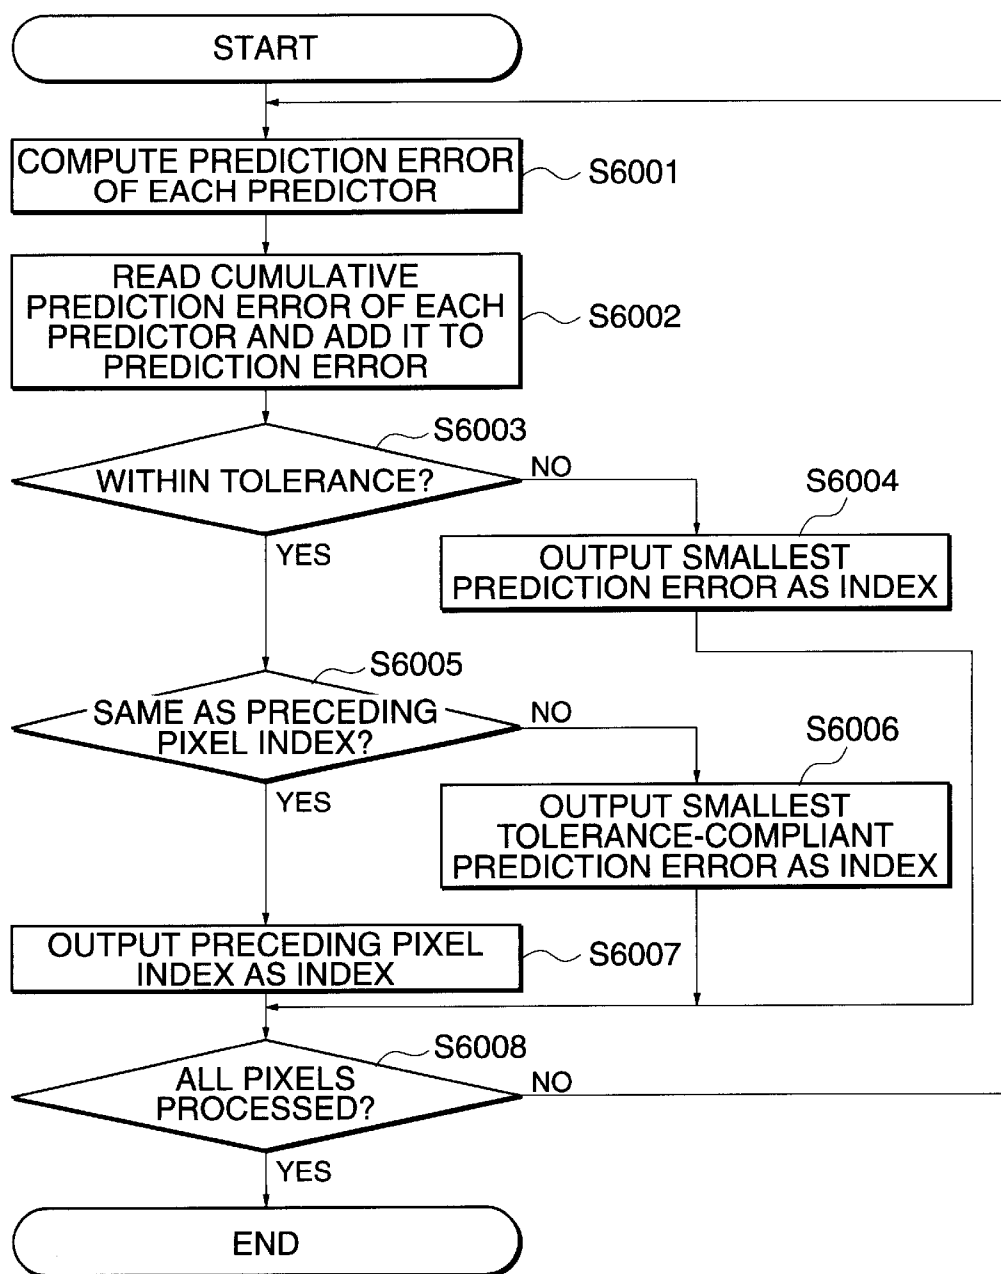 START
COMPUTE PREDICTION ERROR
OF EACH PREDICTOR
S6001
READ CUMULATIVE
PREDICTION ERROR OF EACH
PREDICTOR AND ADD IT TO
PREDICTION ERROR
S6002
S6003
WITHIN TOLERANCE?
NO
YES
S6004
OUTPUT SMALLEST
PREDICTION ERROR AS INDEX
S6005
SAME AS PRECEDING
PIXEL INDEX?
NO
YES
S6006
OUTPUT SMALLEST
TOLERANCE-COMPLIANT
PREDICTION ERROR AS INDEX
OUTPUT PRECEDING PIXEL
INDEX AS INDEX
S6007
S6008
ALL PIXELS
PROCESSED?
NO
YES
END